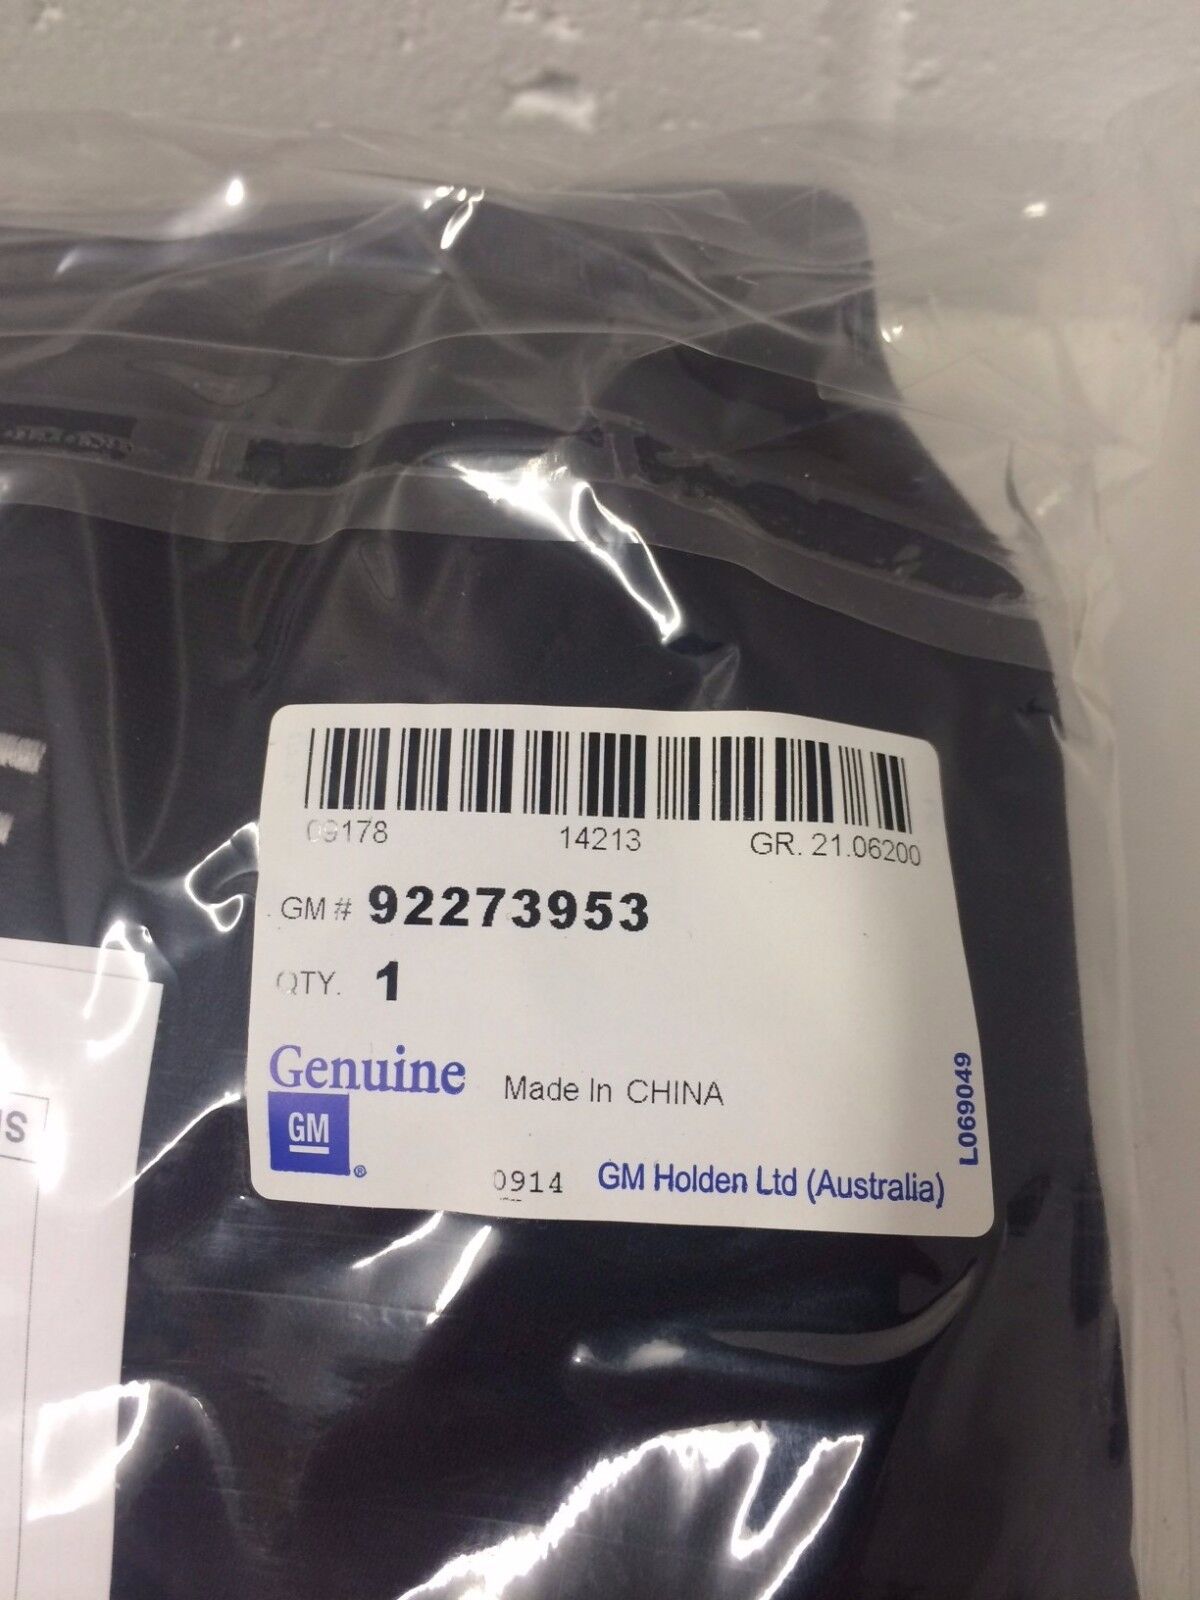 09178 14213 GR. 21.06200
GM # 92273953
QTY. 1
Genuine
Made In CHINA
GM
®
0914 GM Holden Ltd (Australia)
L069049